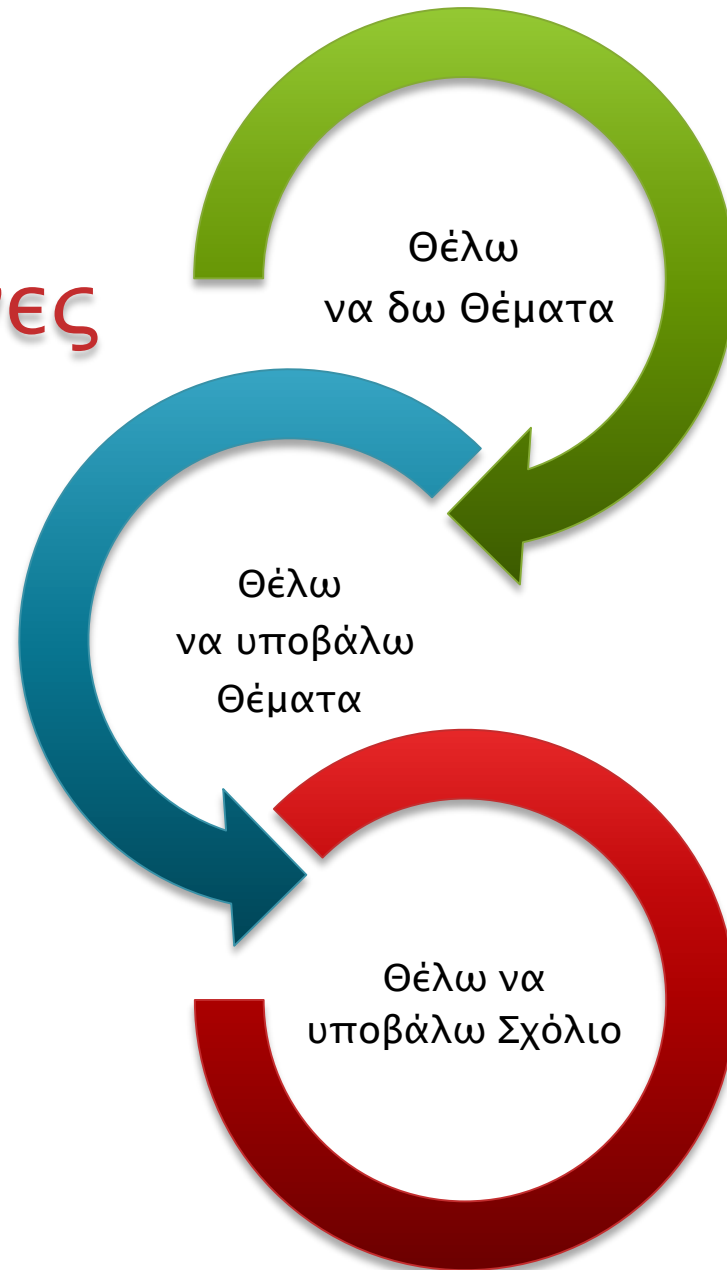 Θέλω
να δω Θέματα
Θέλω
να υποβάλω
Θέματα
Θέλω να
υποβάλω Σχόλιο